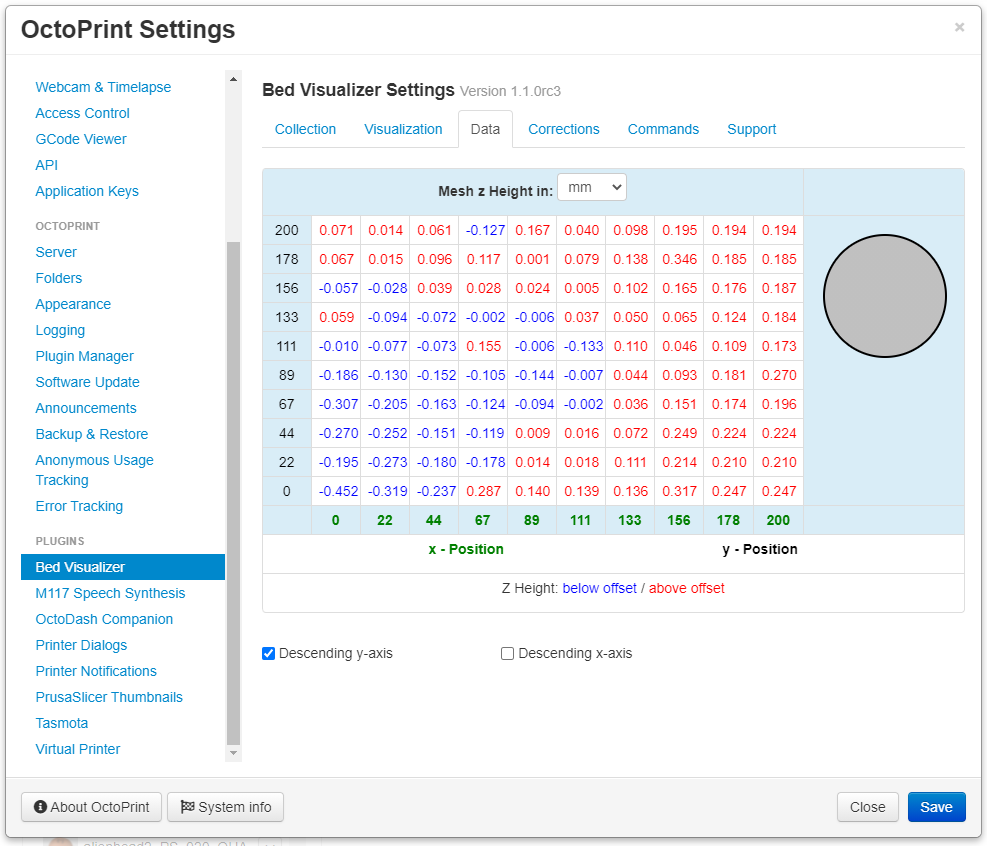 OctoPrint Settings ×
Webcam & Timelapse
Access Control
GCode Viewer
API
Application Keys
OCTOPRINT
Server
Folders
Appearance
Logging
Plugin Manager
Software Update
Announcements
Backup & Restore
Anonymous Usage
Tracking
Error Tracking
PLUGINS
Bed Visualizer
M117 Speech Synthesis
OctoDash Companion
Printer Dialogs
Printer Notifications
PrusaSlicer Thumbnails
Tasmota
Virtual Printer
Bed Visualizer Settings Version 1.1.0rc3
Collection Visualization Data Corrections Commands Support
Mesh z Height in: mm
200 0.071 0.014 0.061 -0.127 0.167 0.040 0.098 0.195 0.194 0.194
178 0.067 0.015 0.096 0.117 0.001 0.079 0.138 0.346 0.185 0.185
156 -0.057 -0.028 0.039 0.028 0.024 0.005 0.102 0.165 0.176 0.187
133 0.059 -0.094 -0.072 -0.002 -0.006 0.037 0.050 0.065 0.124 0.184
111 -0.010 -0.077 -0.073 0.155 -0.006 -0.133 0.110 0.046 0.109 0.173
89 -0.186 -0.130 -0.152 -0.105 -0.144 -0.007 0.044 0.093 0.181 0.270
67 -0.307 -0.205 -0.163 -0.124 -0.094 -0.002 0.036 0.151 0.174 0.196
44 -0.270 -0.252 -0.151 -0.119 0.009 0.016 0.072 0.249 0.224 0.224
22 -0.195 -0.273 -0.180 -0.178 0.014 0.018 0.111 0.214 0.210 0.210
0 -0.452 -0.319 -0.237 0.287 0.140 0.139 0.136 0.317 0.247 0.247
0 22 44 67 89 111 133 156 178 200
x - Position y - Position
Z Height: below offset / above offset
Descending y-axis Descending x-axis
About OctoPrint System info Close Save